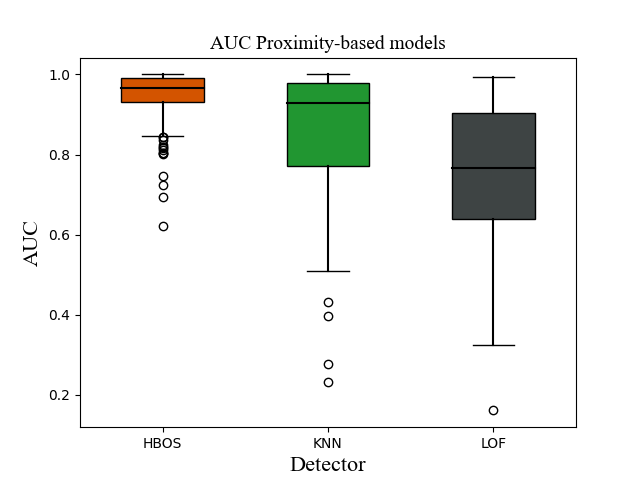 AUC Proximity-based models
1.0
0.8
0.6
0.4
0.2
AUC
HBOS KNN LOF
Detector